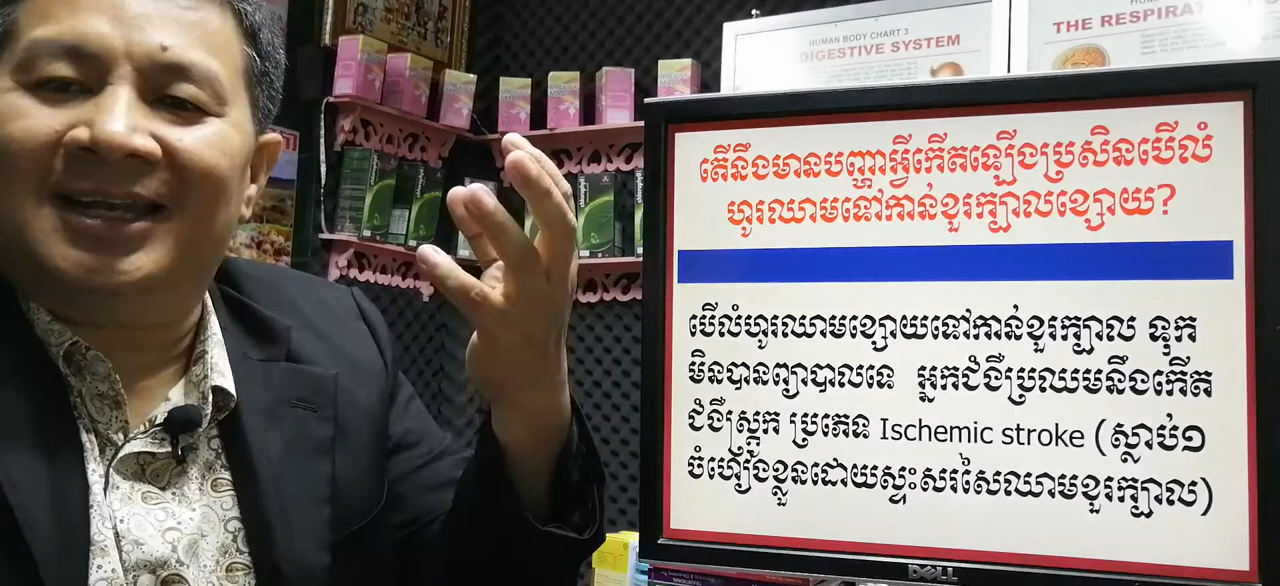 HUMAN BODY CHART 3
DIGESTIVE SYSTEM
THE RESPIRAT
តើនឹងមានបញ្ហាអ្វីកើតឡើងប្រសិនបើលំ
ហូរឈាមទៅកាន់ខួរក្បាលខ្សោយ?
បើលំហូរឈាមខ្សោយទៅកាន់ខួរក្បាល ទុក
មិនបានព្យាបាលទេ អ្នកជំងឺប្រឈមនឹងកើត
ជំងឺស្ត្រុក ប្រភេទ Ischemic stroke (ស្លាប់១
ចំហៀងខ្លួនដោយស្ទះសរសៃឈាមខួរក្បាល)
DELL